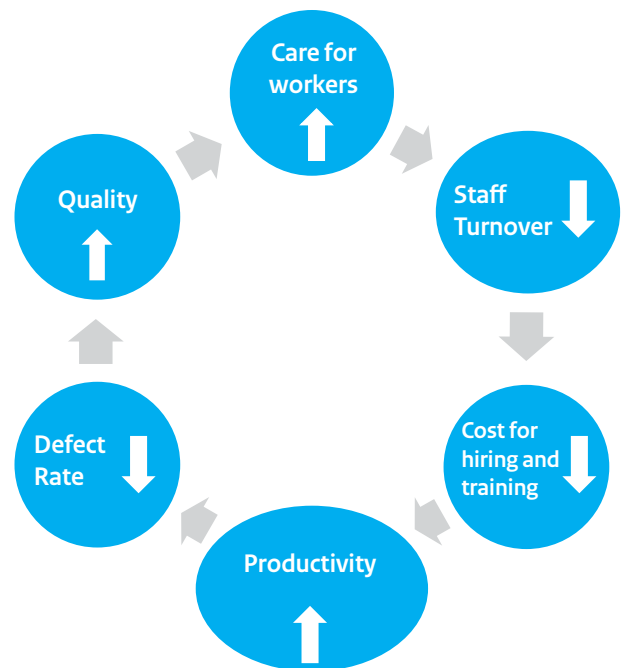 Care for
workers
Staff
Turnover
Cost for
hiring and
training
Productivity
Defect
Rate
Quality